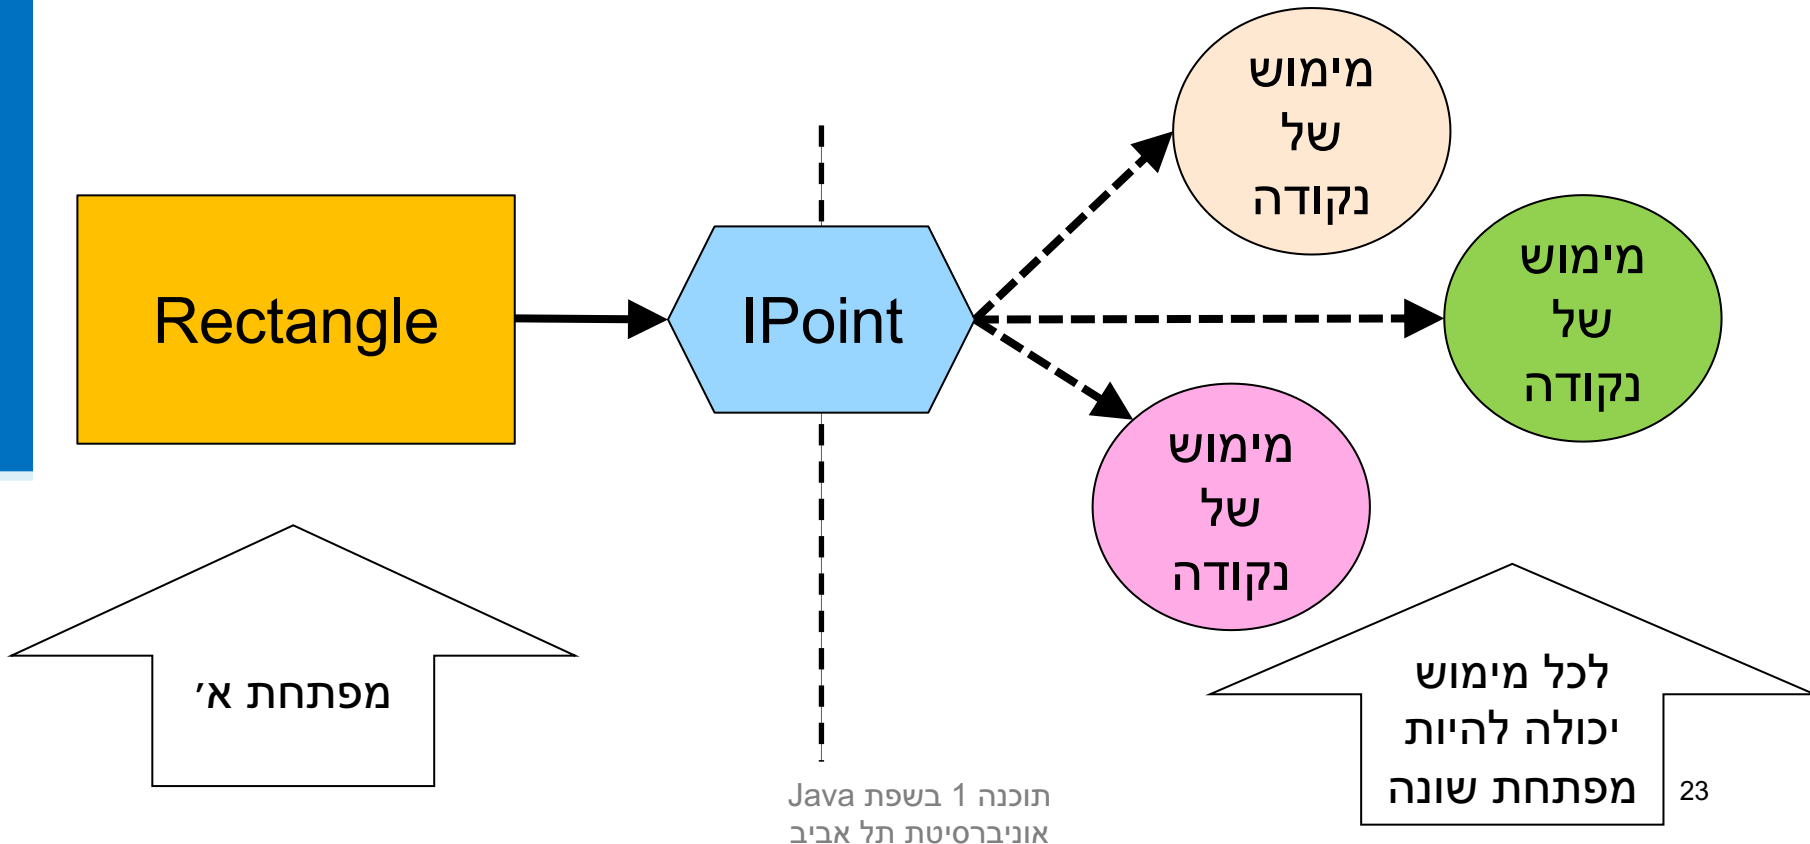 מימוש
של
נקודה
Rectangle
IPoint
מימוש
של
נקודה
מימוש
של
נקודה
מפתחת א׳
לכל מימוש
יכולה להיות
מפתחת שונה
תוכנה 1 בשפת Java
אוניברסיטת תל אביב
23